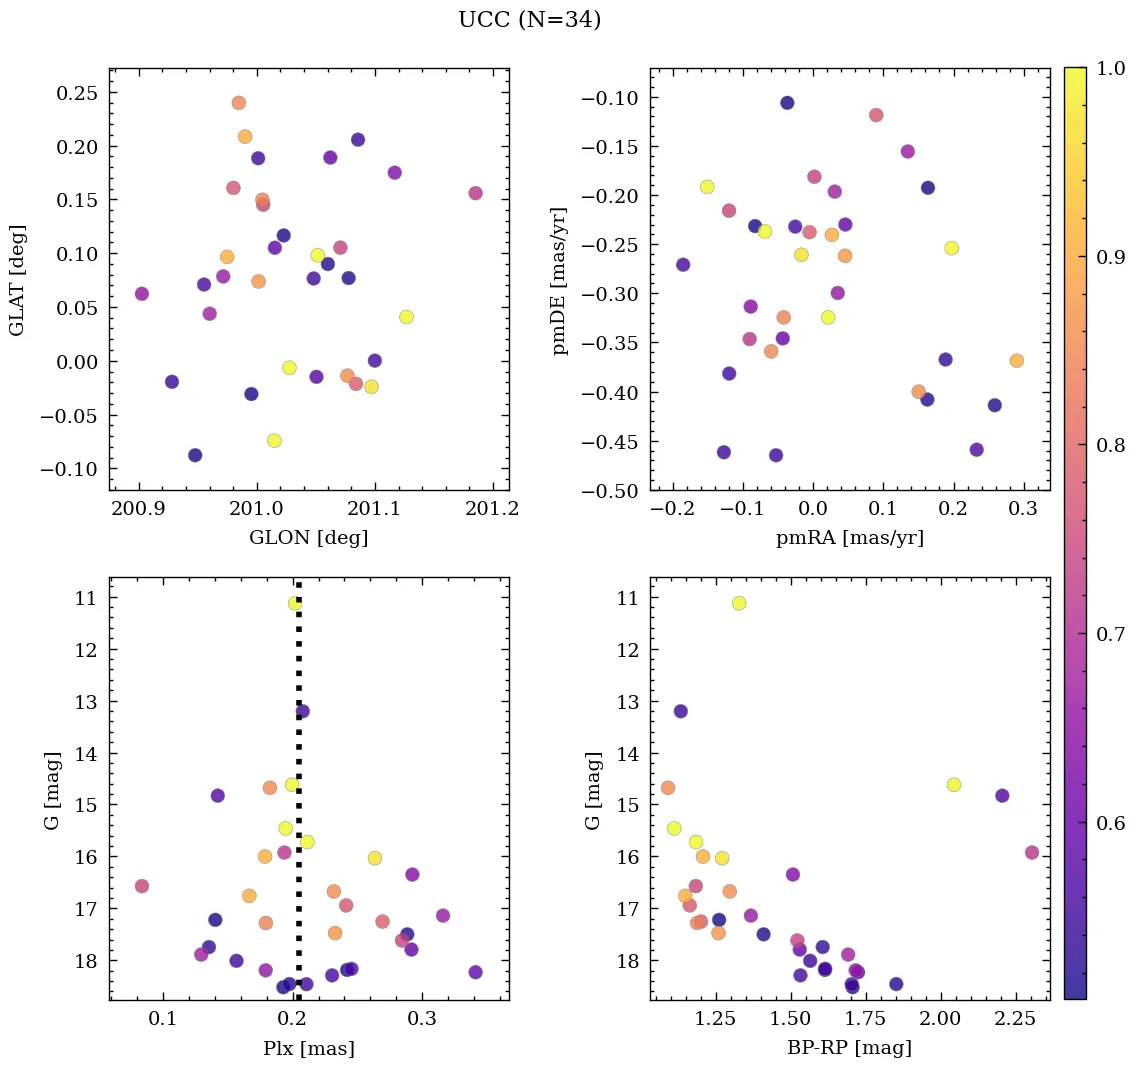 UCC (N=34)
0.25
0.20
0.15
0.10
0.05
0.00
−0.05
−0.10
GLAT [deg]
200.9 201.0 201.1 201.2
GLON [deg]
−0.10
−0.15
−0.20
−0.25
−0.30
−0.35
−0.40
−0.45
−0.50
pmDE [mas/yr]
−0.2 −0.1 0.0 0.1 0.2 0.3
pmRA [mas/yr]
11
12
13
14
15
16
17
18
G [mag]
0.1 0.2 0.3
Plx [mas]
11
12
13
14
15
16
17
18
G [mag]
1.25 1.50 1.75 2.00 2.25
BP-RP [mag]
1.0
0.9
0.8
0.7
0.6